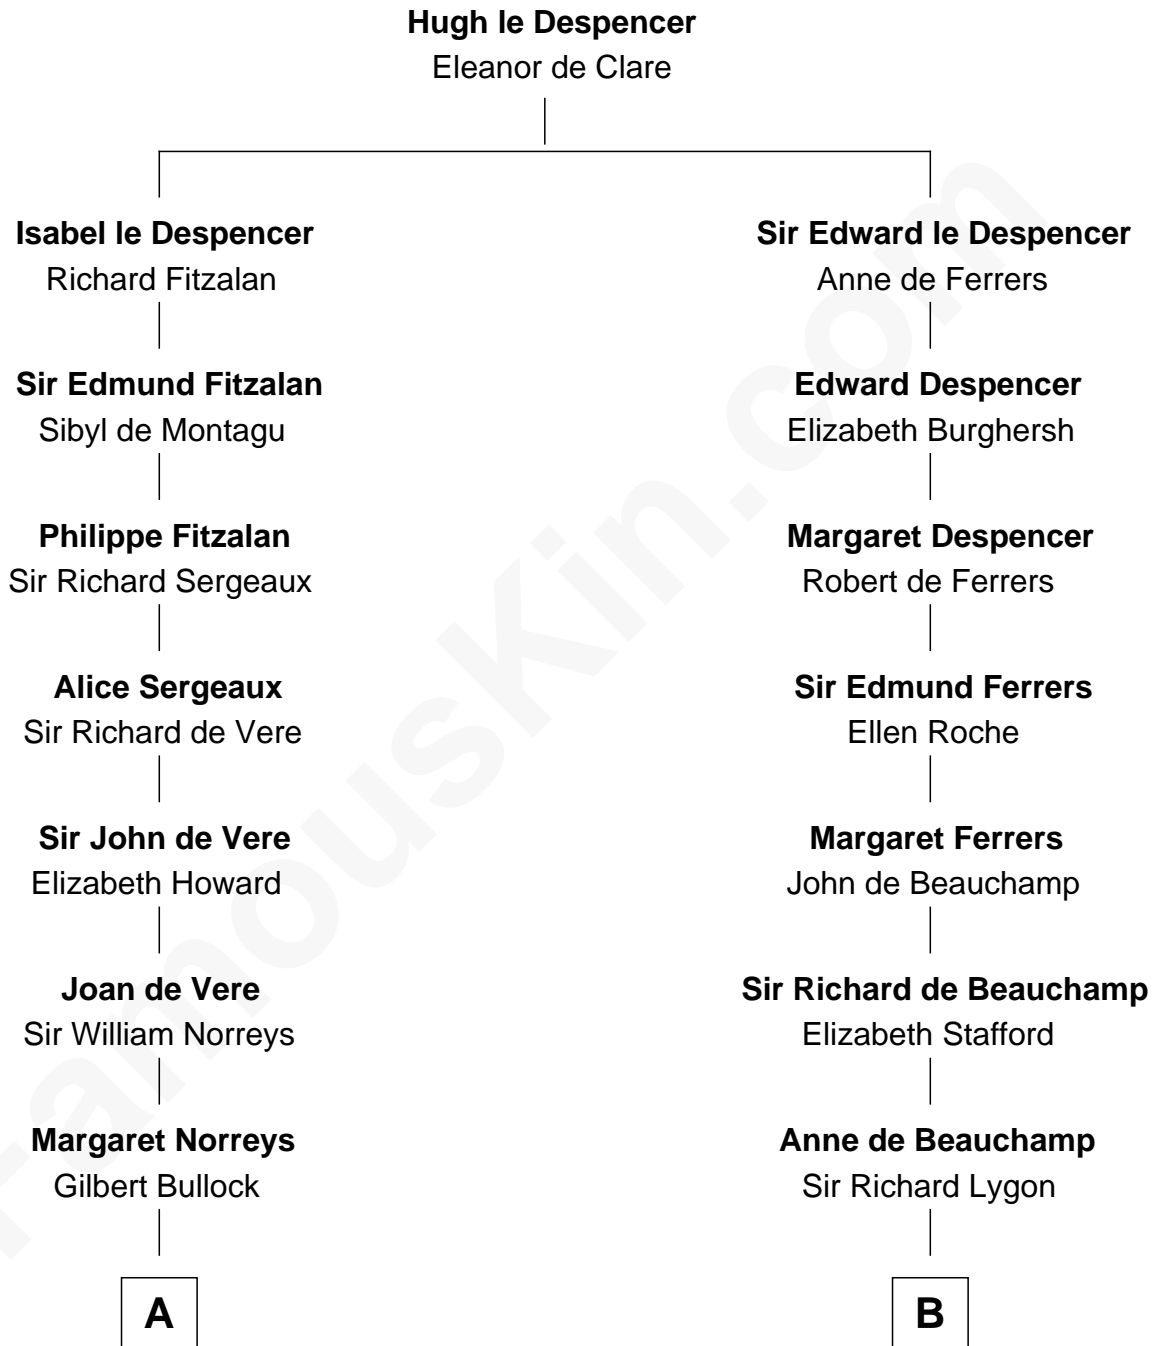 Hugh le Despencer
Eleanor de Clare
Isabel le Despencer
Richard Fitzalan
Sir Edward le Despencer
Anne de Ferrers
Sir Edmund Fitzalan
Sibyl de Montagu
Edward Despencer
Elizabeth Burghersh
Philippe Fitzalan
Sir Richard Sergeaux
Margaret Despencer
Robert de Ferrers
Alice Sergeaux
Sir Richard de Vere
Sir Edmund Ferrers
Ellen Roche
Sir John de Vere
Elizabeth Howard
Margaret Ferrers
John de Beauchamp
Joan de Vere
Sir William Norreys
Sir Richard de Beauchamp
Elizabeth Stafford
Margaret Norreys
Gilbert Bullock
Anne de Beauchamp
Sir Richard Lygon
A
B
FamousKin.com